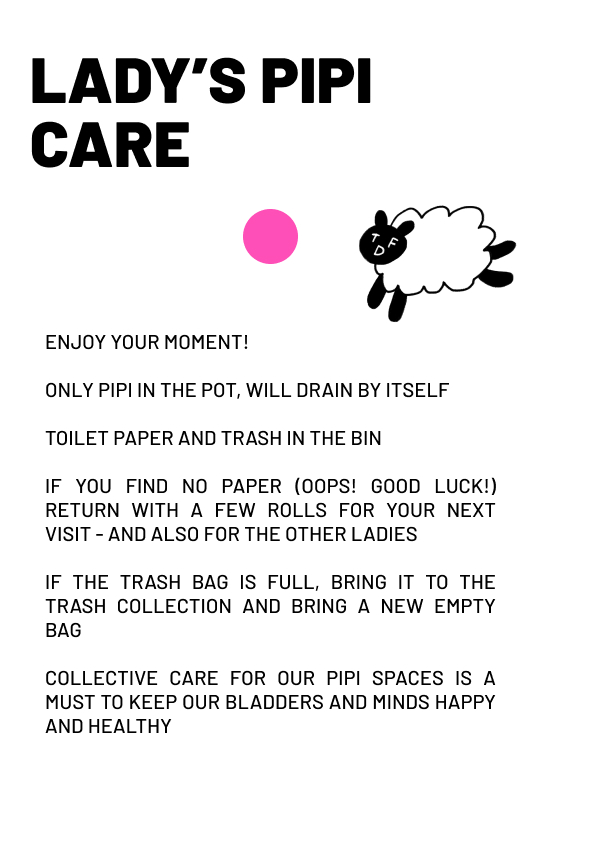 LADY'S PIPI
CARE
T F
D
ENJOY YOUR MOMENT!
ONLY PIPI IN THE POT, WILL DRAIN BY ITSELF
TOILET PAPER AND TRASH IN THE BIN
IF YOU FIND NO PAPER (OOPS! GOOD LUCK!)
RETURN WITH A FEW ROLLS FOR YOUR NEXT
VISIT - AND ALSO FOR THE OTHER LADIES
IF THE TRASH BAG IS FULL, BRING IT TO THE
TRASH COLLECTION AND BRING A NEW EMPTY
BAG
COLLECTIVE CARE FOR OUR PIPI SPACES IS A
MUST TO KEEP OUR BLADDERS AND MINDS HAPPY
AND HEALTHY